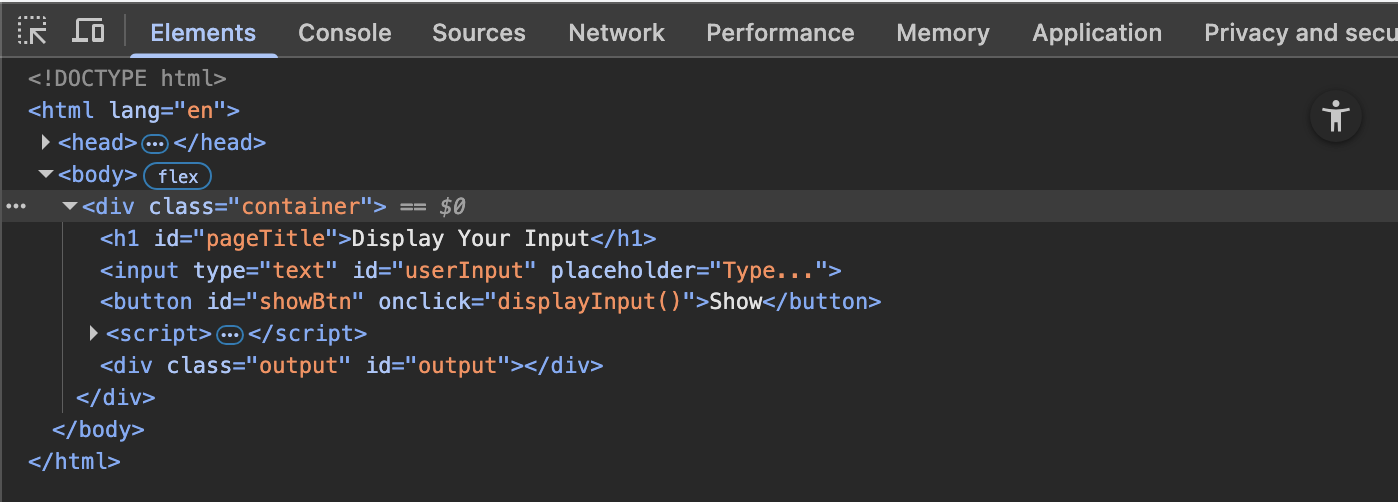 Elements Console Sources Network Performance Memory Application Privacy and secu
<!DOCTYPE html>
<html lang="en">
<head> ••• </head>
<body> flex
••• <div class="container"> == $0
<h1 id="pageTitle">Display Your Input</h1>
<input type="text" id="userInput" placeholder="Type...">
<button id="showBtn" onclick="displayInput()">Show</button>
<script> ••• </script>
<div class="output" id="output"></div>
</div>
</body>
</html>